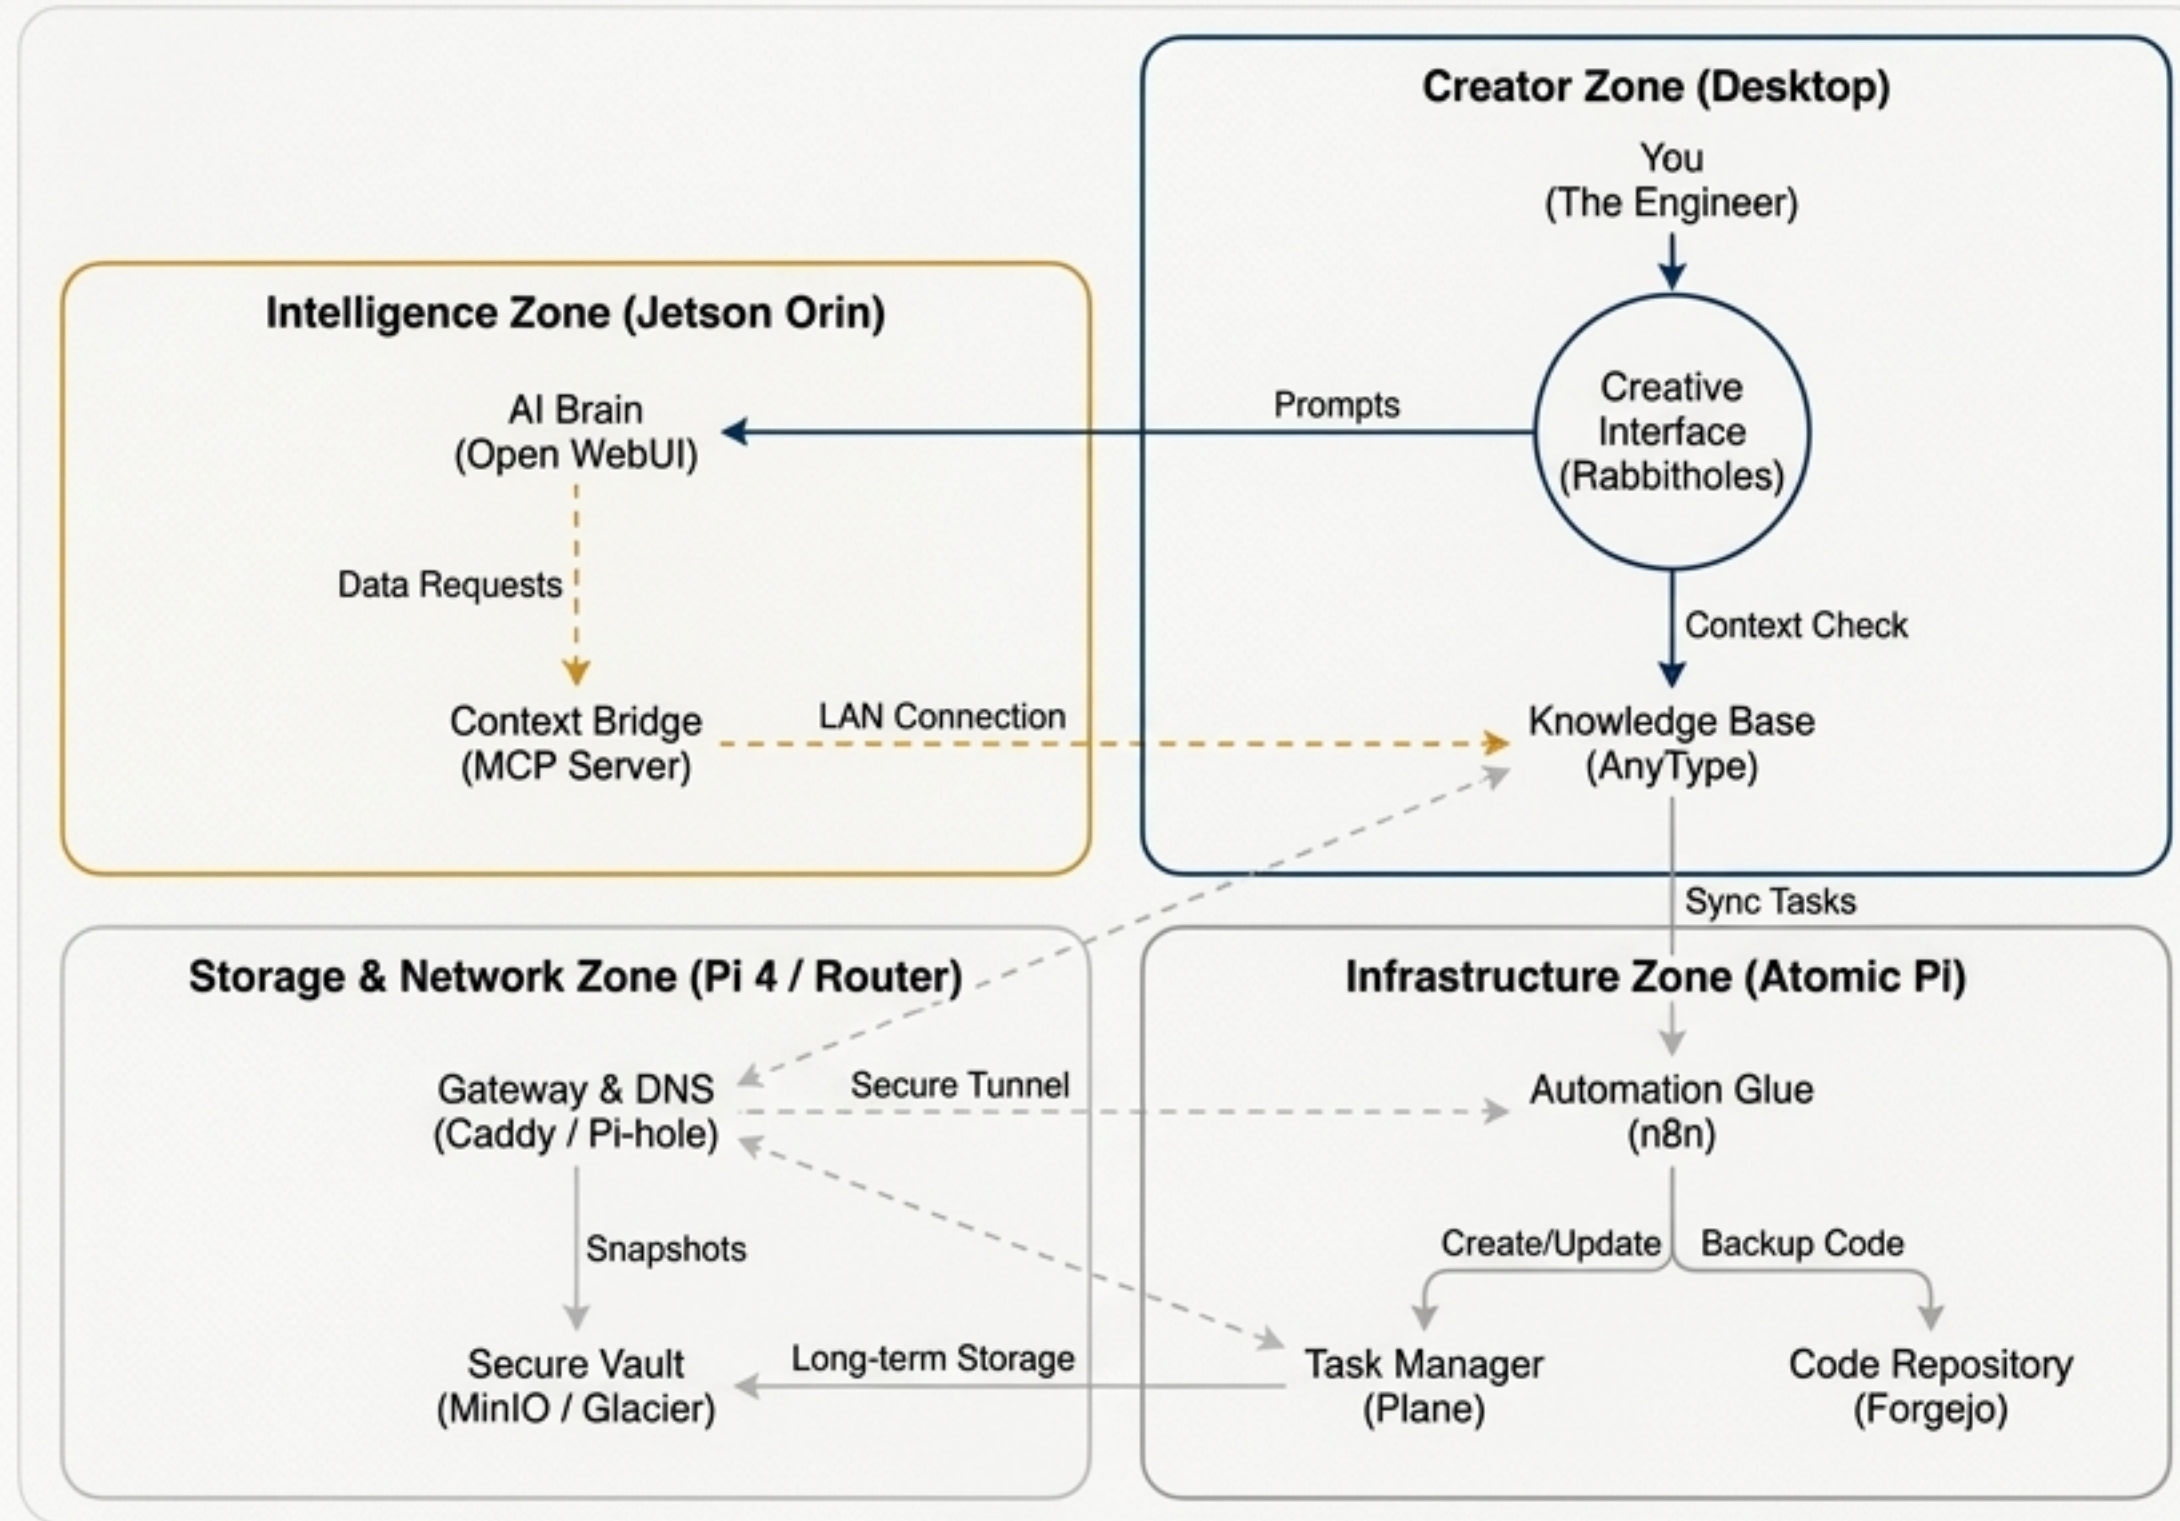 Creator Zone (Desktop)
You
(The Engineer)
Creative
Interface
(Rabbitholes)
Prompts
Context Check
Knowledge Base
(AnyType)
Intelligence Zone (Jetson Orin)
AI Brain
(Open WebUI)
Data Requests
Context Bridge
(MCP Server)
LAN Connection
Sync Tasks
Storage & Network Zone (Pi 4 / Router)
Gateway & DNS
(Caddy / Pi-hole)
Secure Tunnel
Snapshots
Secure Vault
(MinIO / Glacier)
Long-term Storage
Infrastructure Zone (Atomic Pi)
Automation Glue
(n8n)
Create/Update
Backup Code
Task Manager
(Plane)
Code Repository
(Forgejo)